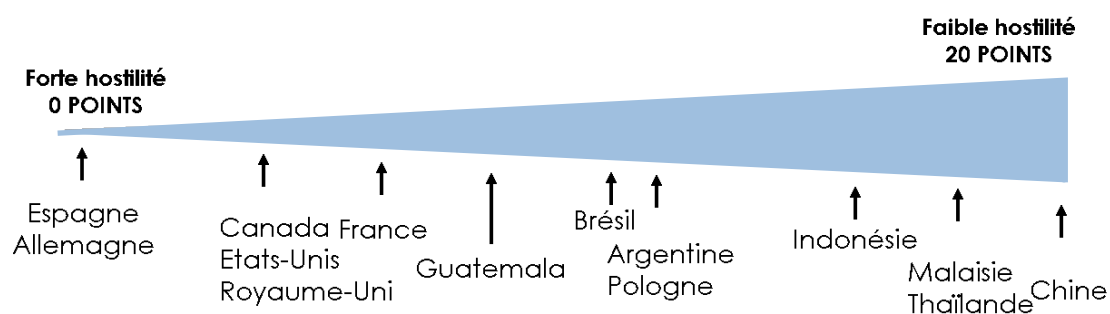 Forte hostilité
0 POINTS
Faible hostilité
20 POINTS
Espagne
Allemagne
Canada
Etats-Unis
Royaume-Uni
France
Guatemala
Brésil
Argentine
Pologne
Indonésie
Malaisie
Thaïlande
Chine